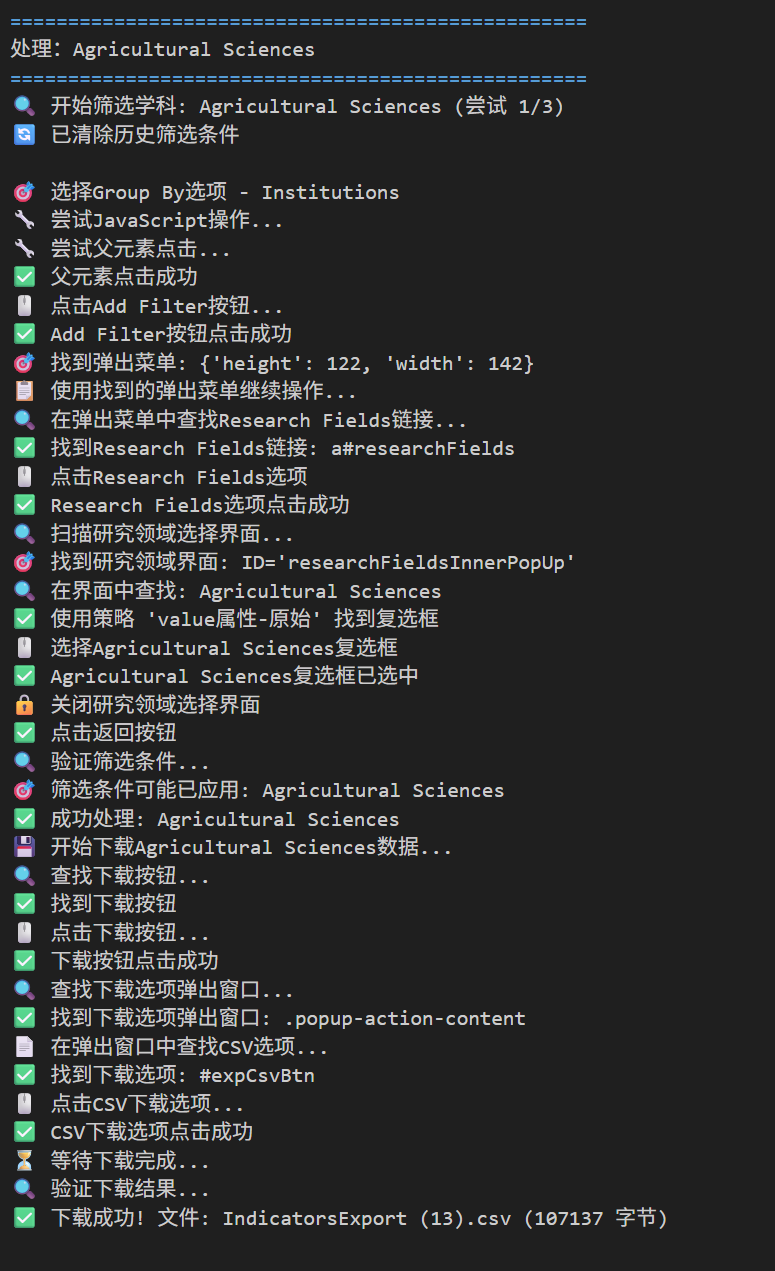 ==================================================
处理: Agricultural Sciences
==================================================
🔍 开始筛选学科: Agricultural Sciences (尝试 1/3)
🔄 已清除历史筛选条件
🎯 选择Group By选项 - Institutions
🔧 尝试JavaScript操作...
🔧 尝试父元素点击...
✅ 父元素点击成功
🖱️ 点击Add Filter按钮...
✅ Add Filter按钮点击成功
🎯 找到弹出菜单: {'height': 122, 'width': 142}
📋 使用找到的弹出菜单继续操作...
🔍 在弹出菜单中查找Research Fields链接...
✅ 找到Research Fields链接: a#researchFields
🖱️ 点击Research Fields选项
✅ Research Fields选项点击成功
🔍 扫描研究领域选择界面...
🎯 找到研究领域界面: ID='researchFieldsInnerPopUp'
🔍 在界面中查找: Agricultural Sciences
✅ 使用策略 'value属性-原始' 找到复选框
🖱️ 选择Agricultural Sciences复选框
✅ Agricultural Sciences复选框已选中
🔒 关闭研究领域选择界面
✅ 点击返回按钮
🔍 验证筛选条件...
🎯 筛选条件可能已应用: Agricultural Sciences
✅ 成功处理: Agricultural Sciences
💾 开始下载Agricultural Sciences数据...
🔍 查找下载按钮...
✅ 找到下载按钮
🖱️ 点击下载按钮...
✅ 下载按钮点击成功
🔍 查找下载选项弹出窗口...
✅ 找到下载选项弹出窗口: .popup-action-content
📄 在弹出窗口中查找CSV选项...
✅ 找到下载选项: #expCsvBtn
🖱️ 点击CSV下载选项...
✅ CSV下载选项点击成功
⏳ 等待下载完成...
🔍 验证下载结果...
✅ 下载成功! 文件: IndicatorsExport (13).csv (107137 字节)